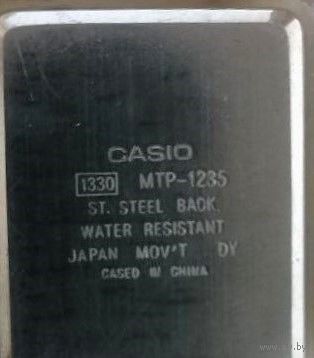 CASIO
1330 MTP-1235
ST. STEEL BACK
WATER RESISTANT
JAPAN MOV'T DY
CASED IN CHINA